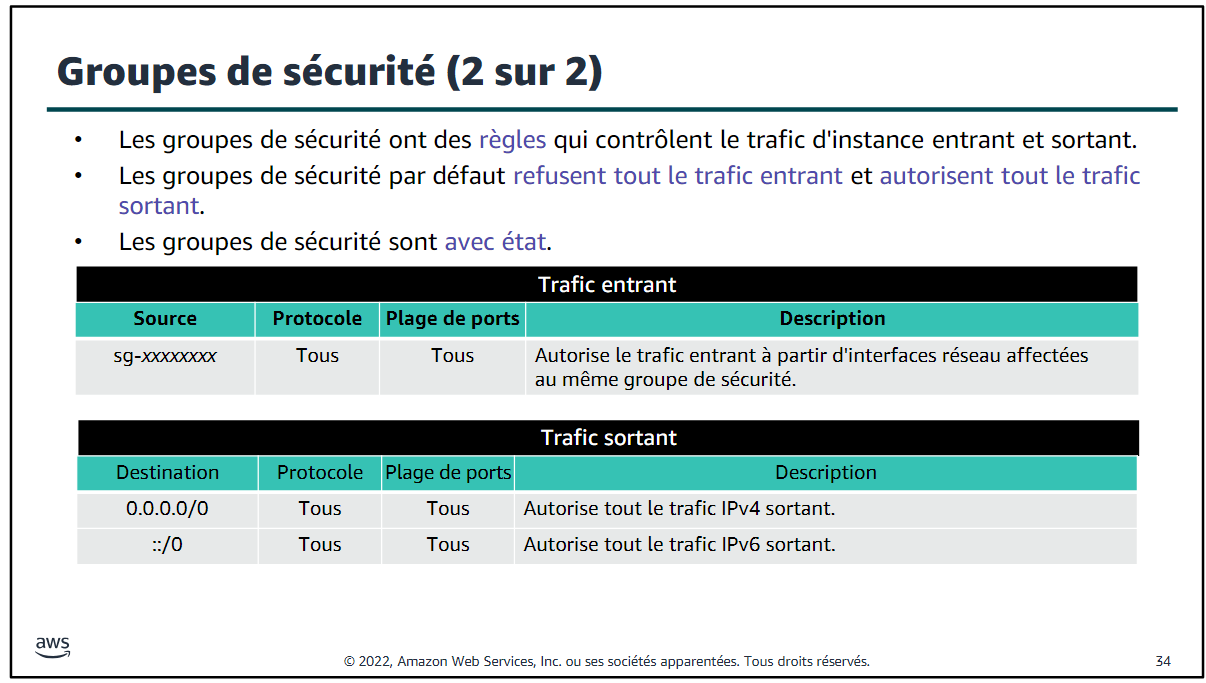 Groupes de sécurité (2 sur 2)
• Les groupes de sécurité ont des règles qui contrôlent le trafic d'instance entrant et sortant.
• Les groupes de sécurité par défaut refusent tout le trafic entrant et autorisent tout le trafic
sortant.
• Les groupes de sécurité sont avec état.
Trafic entrant
Source Protocole Plage de ports Description
sg-xxxxxxxx Tous Tous Autorise le trafic entrant à partir d'interfaces réseau affectées
au même groupe de sécurité.
Trafic sortant
Destination Protocole Plage de ports Description
0.0.0.0/0 Tous Tous Autorise tout le trafic IPv4 sortant.
::/0 Tous Tous Autorise tout le trafic IPv6 sortant.
aws
© 2022, Amazon Web Services, Inc. ou ses sociétés apparentées. Tous droits réservés.
34